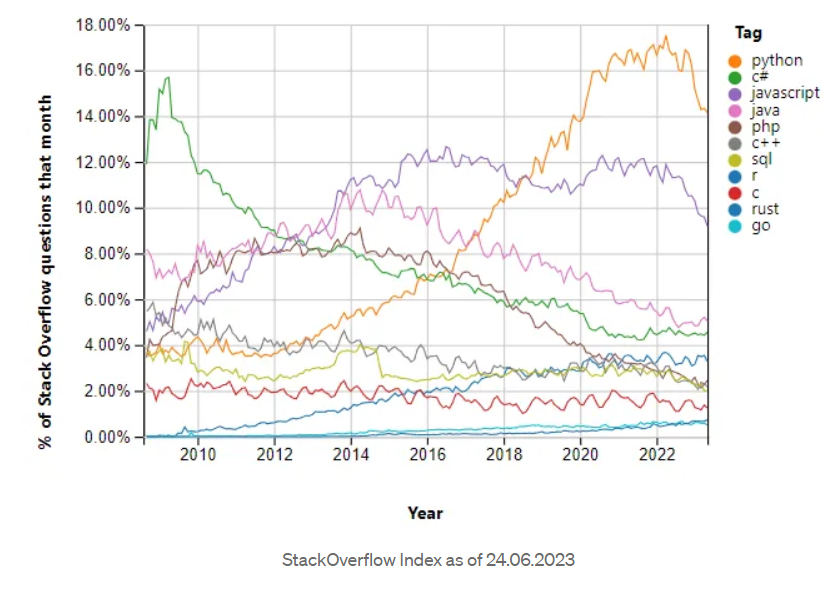 18.00%
16.00%
14.00%
12.00%
10.00%
8.00%
6.00%
4.00%
2.00%
0.00%
% of Stack Overflow questions that month
2010 2012 2014 2016 2018 2020 2022
Year
Tag
python
c#
javascript
java
php
c++
sql
r
c
rust
go
StackOverflow Index as of 24.06.2023